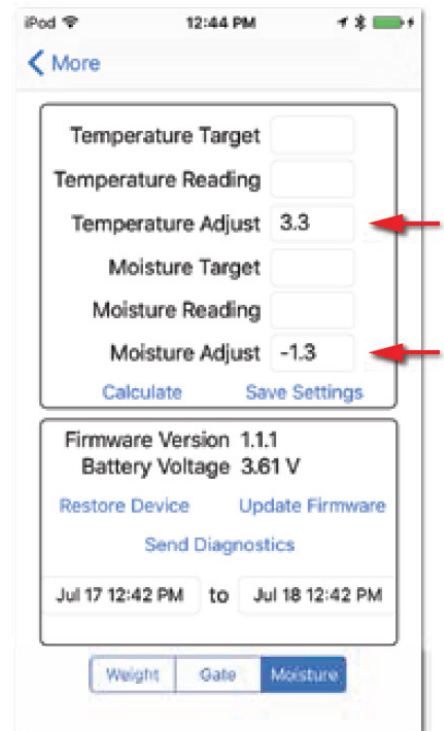 iPod 12:44 PM
More
Temperature Target
Temperature Reading
Temperature Adjust 3.3
Moisture Target
Moisture Reading
Moisture Adjust -1.3
Calculate Save Settings
Firmware Version 1.1.1
Battery Voltage 3.61 V
Restore Device Update Firmware
Send Diagnostics
Jul 17 12:42 PM to Jul 18 12:42 PM
Weight Gate Moisture